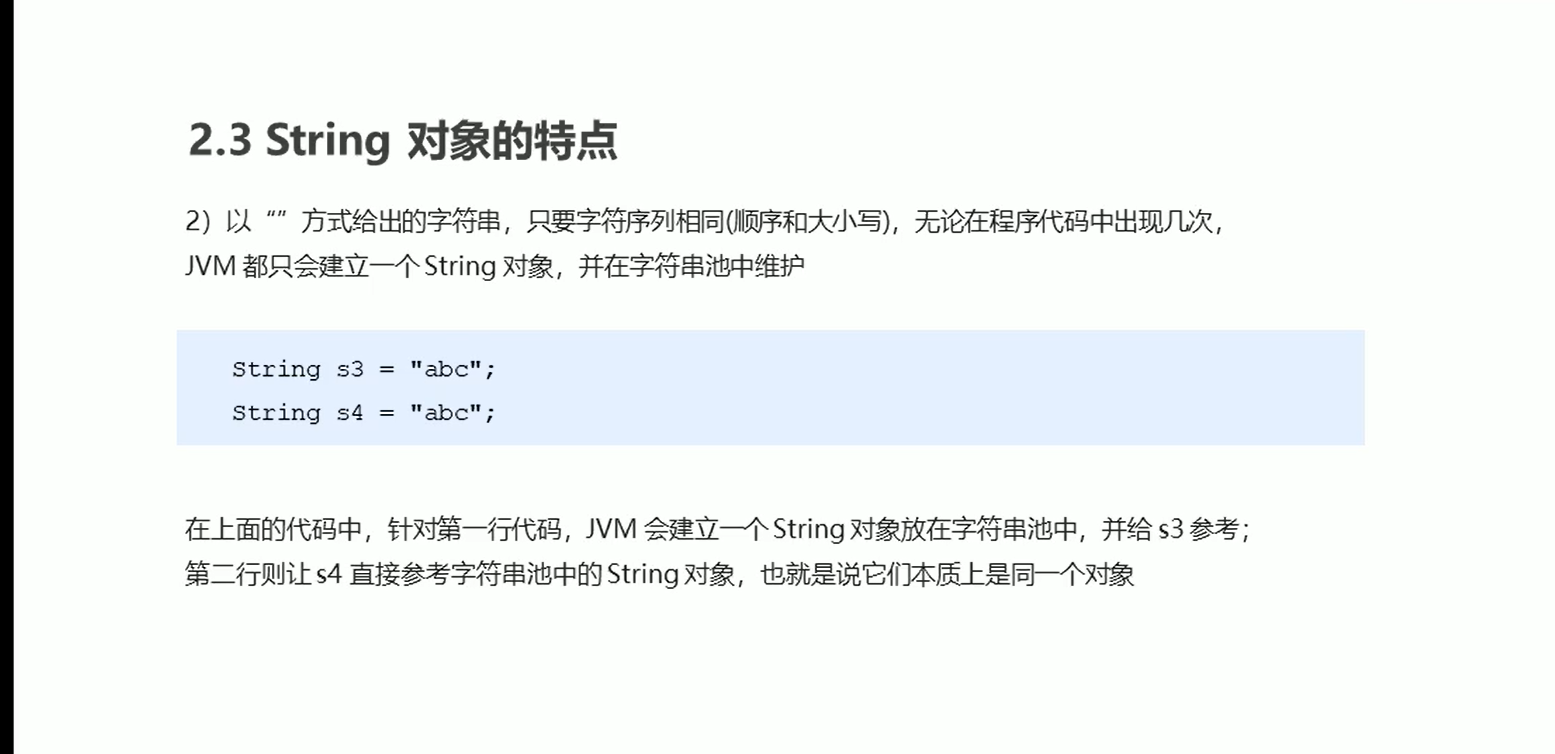 2.3 String 对象的特点
2）以“”方式给出的字符串，只要字符序列相同(顺序和大小写)，无论在程序代码中出现几次，
JVM 都只会建立一个 String 对象，并在字符串池中维护
String s3 = "abc";
String s4 = "abc";
在上面的代码中，针对第一行代码，JVM 会建立一个 String 对象放在字符串池中，并给 s3 参考；
第二行则让 s4 直接参考字符串池中的 String 对象，也就是说它们本质上是同一个对象